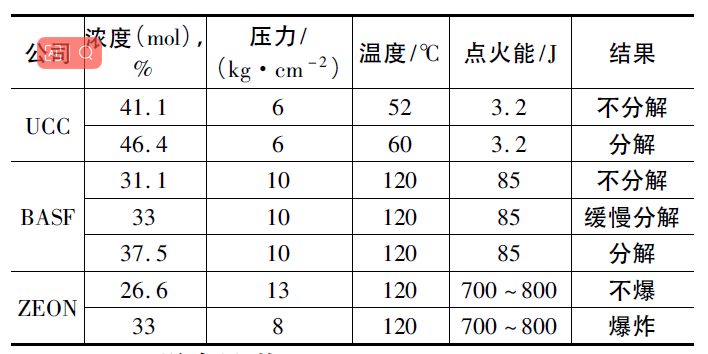 公司 浓度(mol), % 压力/(kg·cm⁻²) 温度/℃ 点火能/J 结果
UCC 41.1 6 52 3.2 不分解
46.4 6 60 3.2 分解
BASF 31.1 10 120 85 不分解
33 10 120 85 缓慢分解
37.5 10 120 85 分解
ZEON 26.6 13 120 700~800 不爆
33 8 120 700~800 爆炸